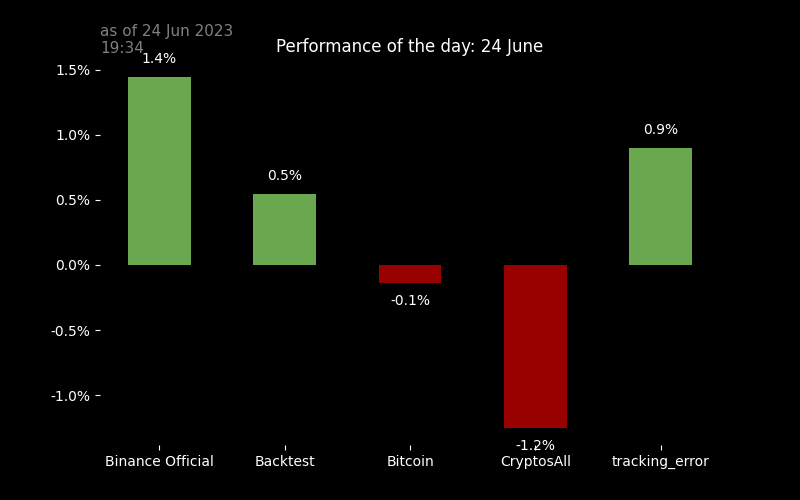 as of 24 Jun 2023
19:34
Performance of the day: 24 June
1.4%
1.5%
1.0%
0.9%
0.5%
0.5%
0.0%
-0.1%
-0.5%
-1.0%
-1.2%
Binance Official
Backtest
Bitcoin
CryptosAll
tracking_error